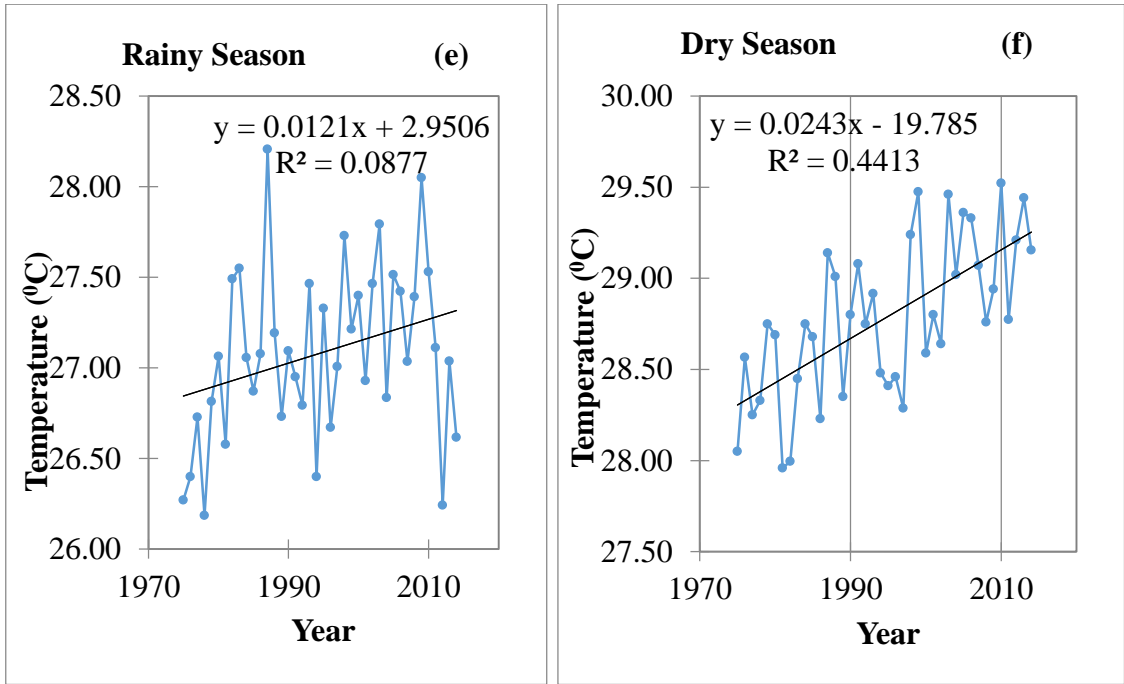 Rainy Season (e)
28.50
y = 0.0121x + 2.9506
R² = 0.0877
28.00
27.50
27.00
26.50
26.00
Temperature (⁰C)
1970 1990 2010
Year
Dry Season (f)
30.00
y = 0.0243x - 19.785
R² = 0.4413
29.50
29.00
28.50
28.00
27.50
Temperature (⁰C)
1970 1990 2010
Year